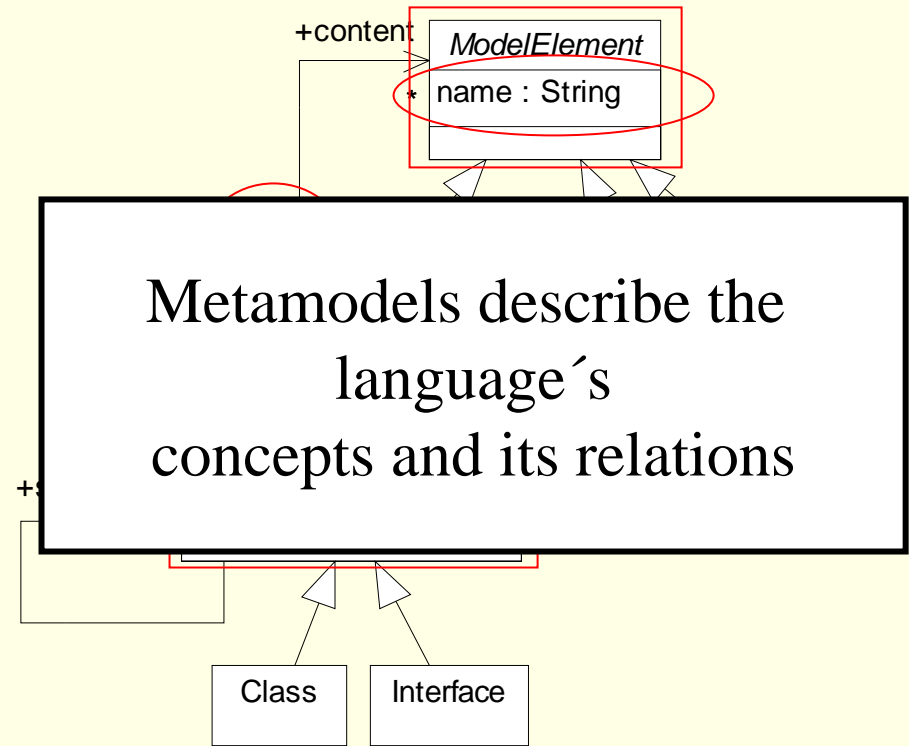 +content
ModelElement
*
name : String
Metamodels describe the
language´s
concepts and its relations
Class
Interface